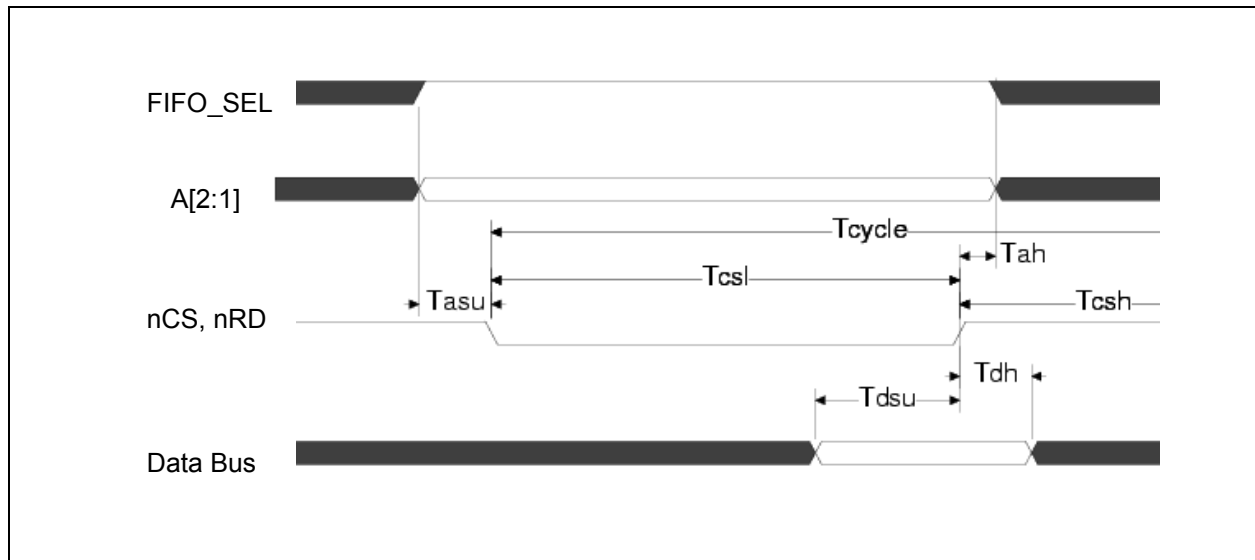 FIFO_SEL
A[2:1]
Tcycle
Tah
Tcsl
Tasu
Tcsh
nCS, nRD
Tdh
Tdsu
Data Bus